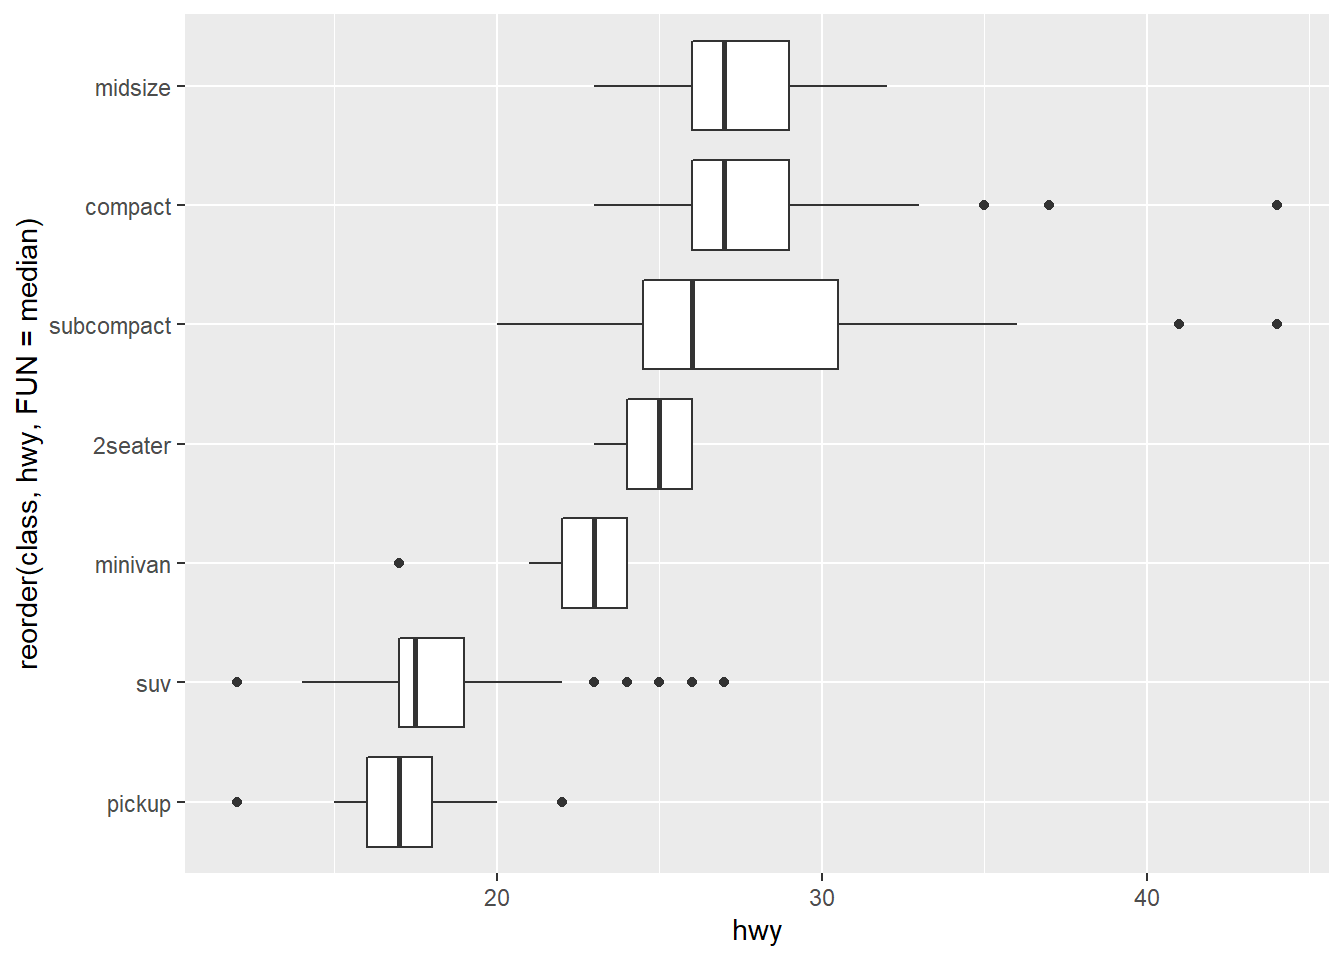 reorder(class, hwy, FUN = median)
midsize
compact
subcompact
2seater
minivan
suv
pickup
20 30 40
hwy